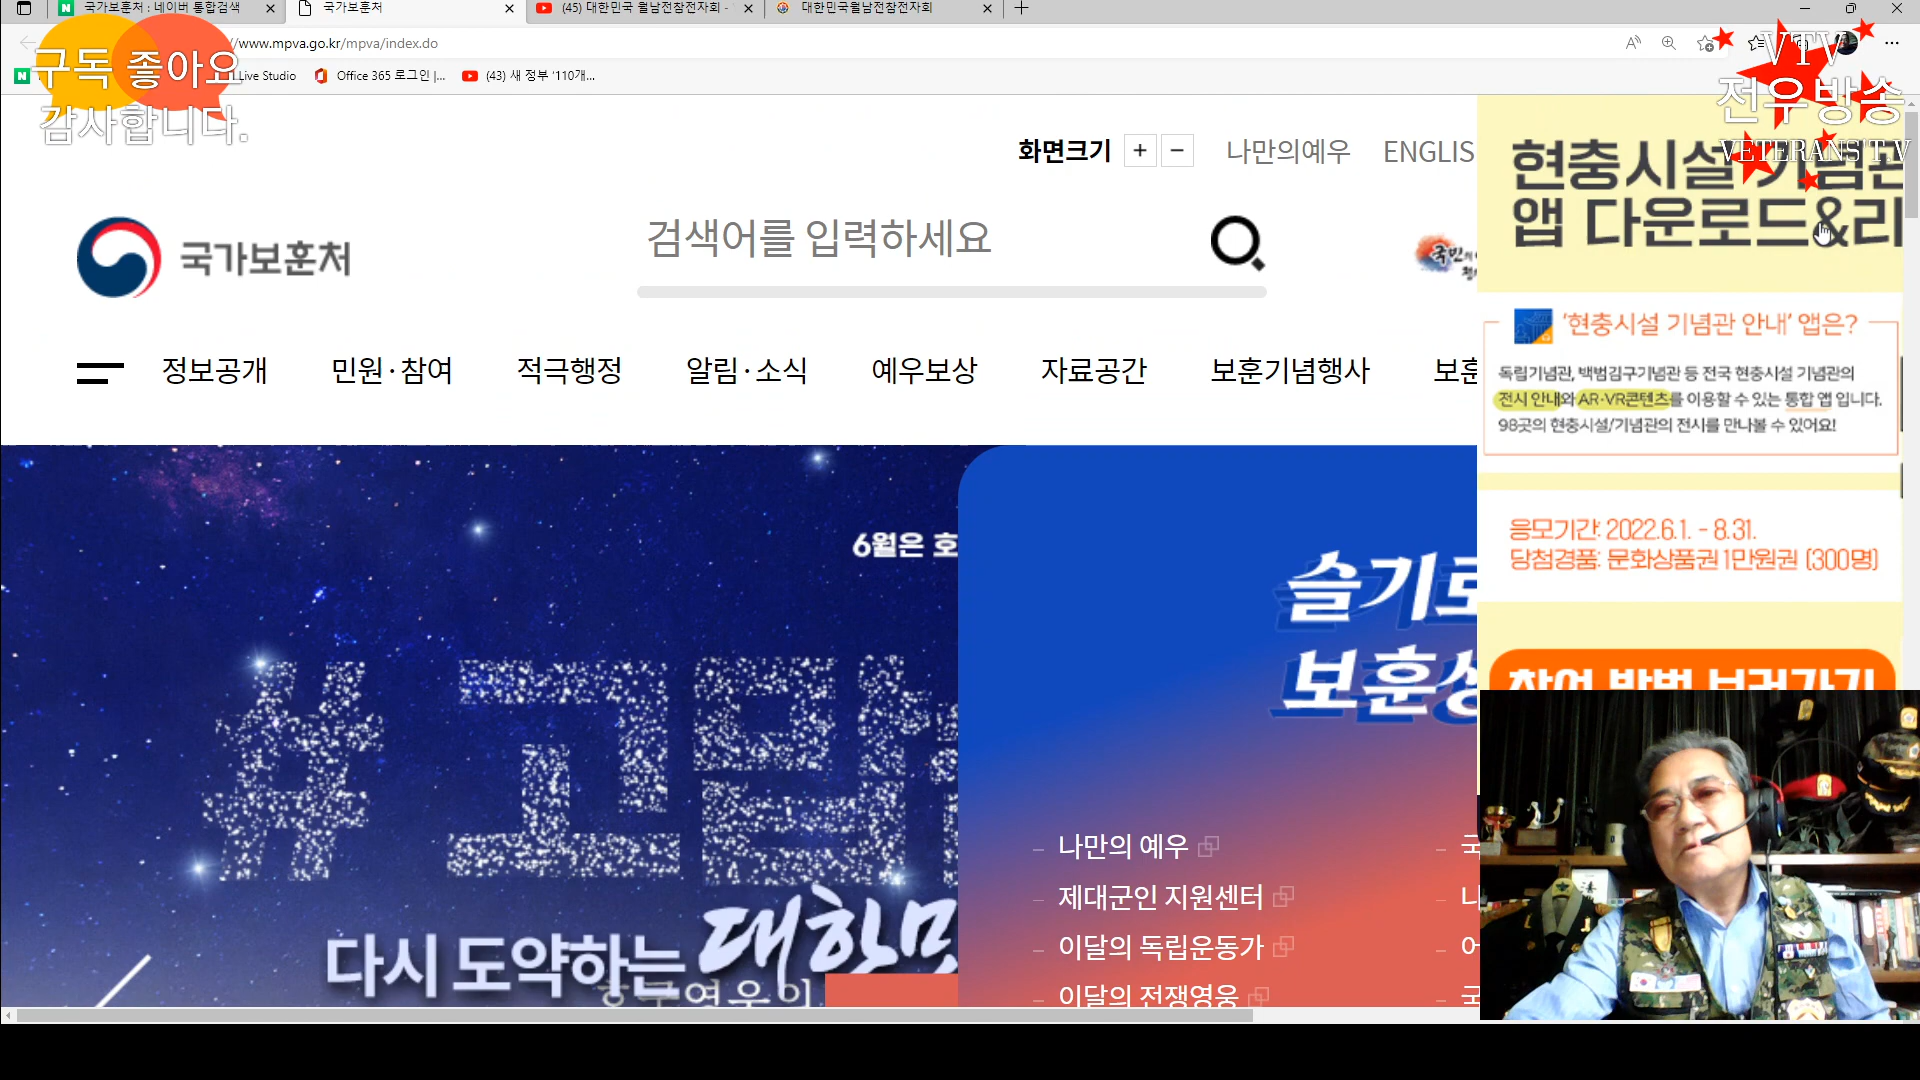 국가보훈처 : 네이버 통합검색
국가보훈처
(45) 대한민국 월남전참전자회 -
대한민국월남전참전자회
//www.mpva.go.kr/mpva/index.do
Live Studio
Office 365 로그인 |...
(43) 새 정부 '110개...
구독 좋아요
감사합니다.
VTV
전우방송
VETERANS'T.V
화면크기 + −
나만의예우
ENGLIS
국가보훈처
검색어를 입력하세요
정보공개
민원·참여
적극행정
알림·소식
예우보상
자료공간
보훈기념행사
보훈
현충시설 기념관
앱 다운로드&리
'현충시설 기념관 안내' 앱은?
독립기념관, 백범김구기념관 등 전국 현충시설 기념관의
전시 안내와 AR·VR콘텐츠를 이용할 수 있는 통합 앱 입니다.
98곳의 현충시설/기념관의 전시를 만나볼 수 있어요!
응모기간: 2022.6.1. - 8.31.
당첨경품: 문화상품권 1만원권 (300명)
참여 방법 보러가기
6월은 호
다시 도약하는 대한민
슬기로
보훈상
나만의 예우
제대군인 지원센터
이달의 독립운동가
이달의 전쟁영웅